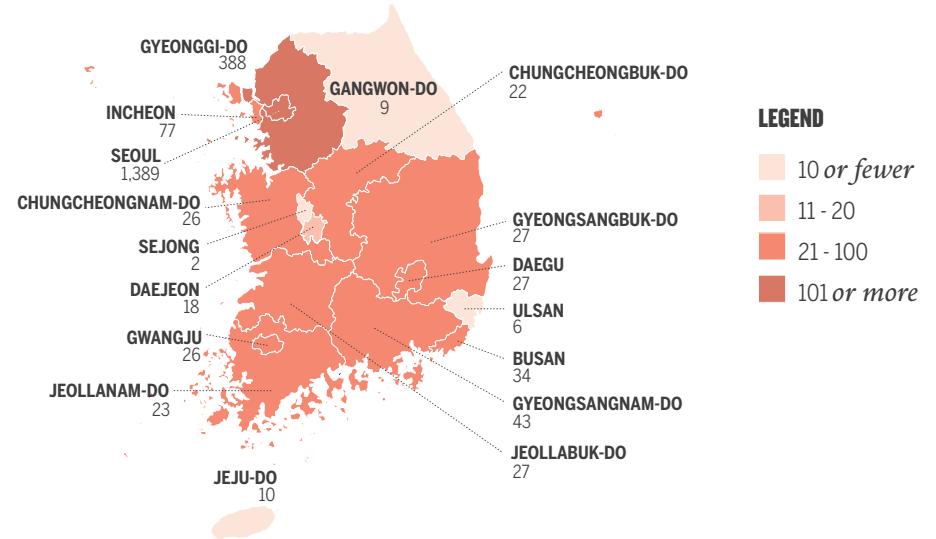 GYEONGGI-DO
388
INCHEON
77
SEOUL
1,389
CHUNGCHEONGNAM-DO
26
SEJONG
2
DAEJEON
18
GWANGJU
26
JEOLLANAM-DO
23
JEJU-DO
10
GANGWON-DO
9
CHUNGCHEONGBUK-DO
22
GYEONGSANGBUK-DO
27
DAEGU
27
ULSAN
6
BUSAN
34
GYEONGSANGNAM-DO
43
JEOLLABUK-DO
27
LEGEND
10 or fewer
11 - 20
21 - 100
101 or more